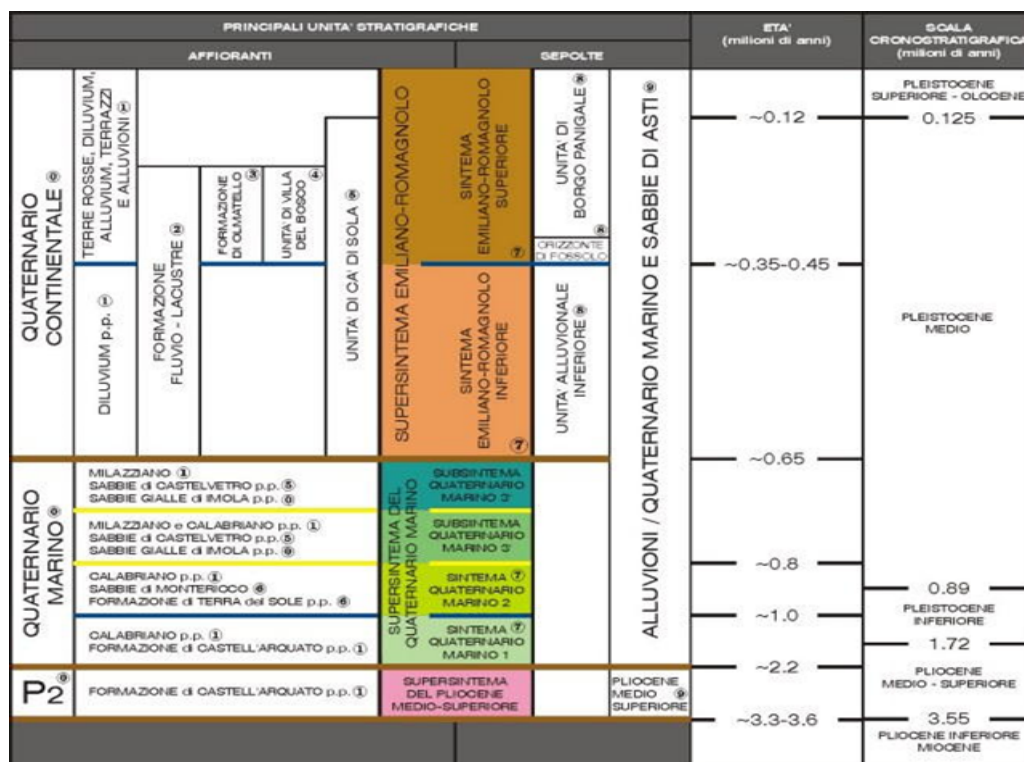 PRINCIPALI UNITA' STRATIGRAFICHE
AFFIORANTI
SEPOLTE
ETA'
(milioni di anni)
SCALA
CRONOSTRATIGRAFICA
(milioni di anni)
QUATERNARIO
CONTINENTALE ⓪
TERRE ROSSE, DILUVIUM,
ALLUVIUM, TERRAZZI
E ALLUVIONI ①
DILUVIUM p.p. ①
FORMAZIONE
FLUVIO - LACUSTRE ②
FORMAZIONE
DI OLMATELLO ③
UNITA' DI VILLA
DEL BOSCO ④
UNITA' DI CA' DI SOLA ⑤
SUPERSINTEMA EMILIANO-ROMAGNOLO
SINTEMA
EMILIANO-ROMAGNOLO
SUPERIORE
⑦
SINTEMA
EMILIANO-ROMAGNOLO
INFERIORE
⑦
UNITA' DI
BORGO PANIGALE ⑧
ORIZZONTE ⑧
DI FOSSOLO
UNITA' ALLUVIONALE
INFERIORE ⑧
ALLUVIONI / QUATERNARIO MARINO E SABBIE DI ASTI ⑨
QUATERNARIO
MARINO ⓪
MILAZZIANO ①
SABBIE di CASTELVETRO p.p. ⑤
SABBIE GIALLE di IMOLA p.p. ⓪
MILAZZIANO e CALABRIANO p.p. ①
SABBIE di CASTELVETRO p.p. ⑤
SABBIE GIALLE di IMOLA p.p. ⓪
CALABRIANO p.p. ①
SABBIE di MONTERICCO ⑥
FORMAZIONE di TERRA del SOLE p.p. ⑥
CALABRIANO p.p. ①
FORMAZIONE di CASTELL'ARQUATO p.p. ①
SUPERSINTEMA DEL
QUATERNARIO MARINO
SUBSINTEMA
QUATERNARIO
MARINO 3'
SUBSINTEMA
QUATERNARIO
MARINO 3'
SINTEMA ⑦
QUATERNARIO
MARINO 2
SINTEMA ⑦
QUATERNARIO
MARINO 1
P2 ⓪
FORMAZIONE di CASTELL'ARQUATO p.p. ①
SUPERSINTEMA
DEL PLIOCENE
MEDIO-SUPERIORE
PLIOCENE
MEDIO ⑨
SUPERIORE
~0.12
~0.35-0.45
~0.65
~0.8
~1.0
~2.2
~3.3-3.6
PLEISTOCENE
SUPERIORE - OLOCENE
0.125
PLEISTOCENE
MEDIO
0.89
PLEISTOCENE
INFERIORE
1.72
PLIOCENE
MEDIO - SUPERIORE
3.55
PLIOCENE INFERIORE
MIOCENE